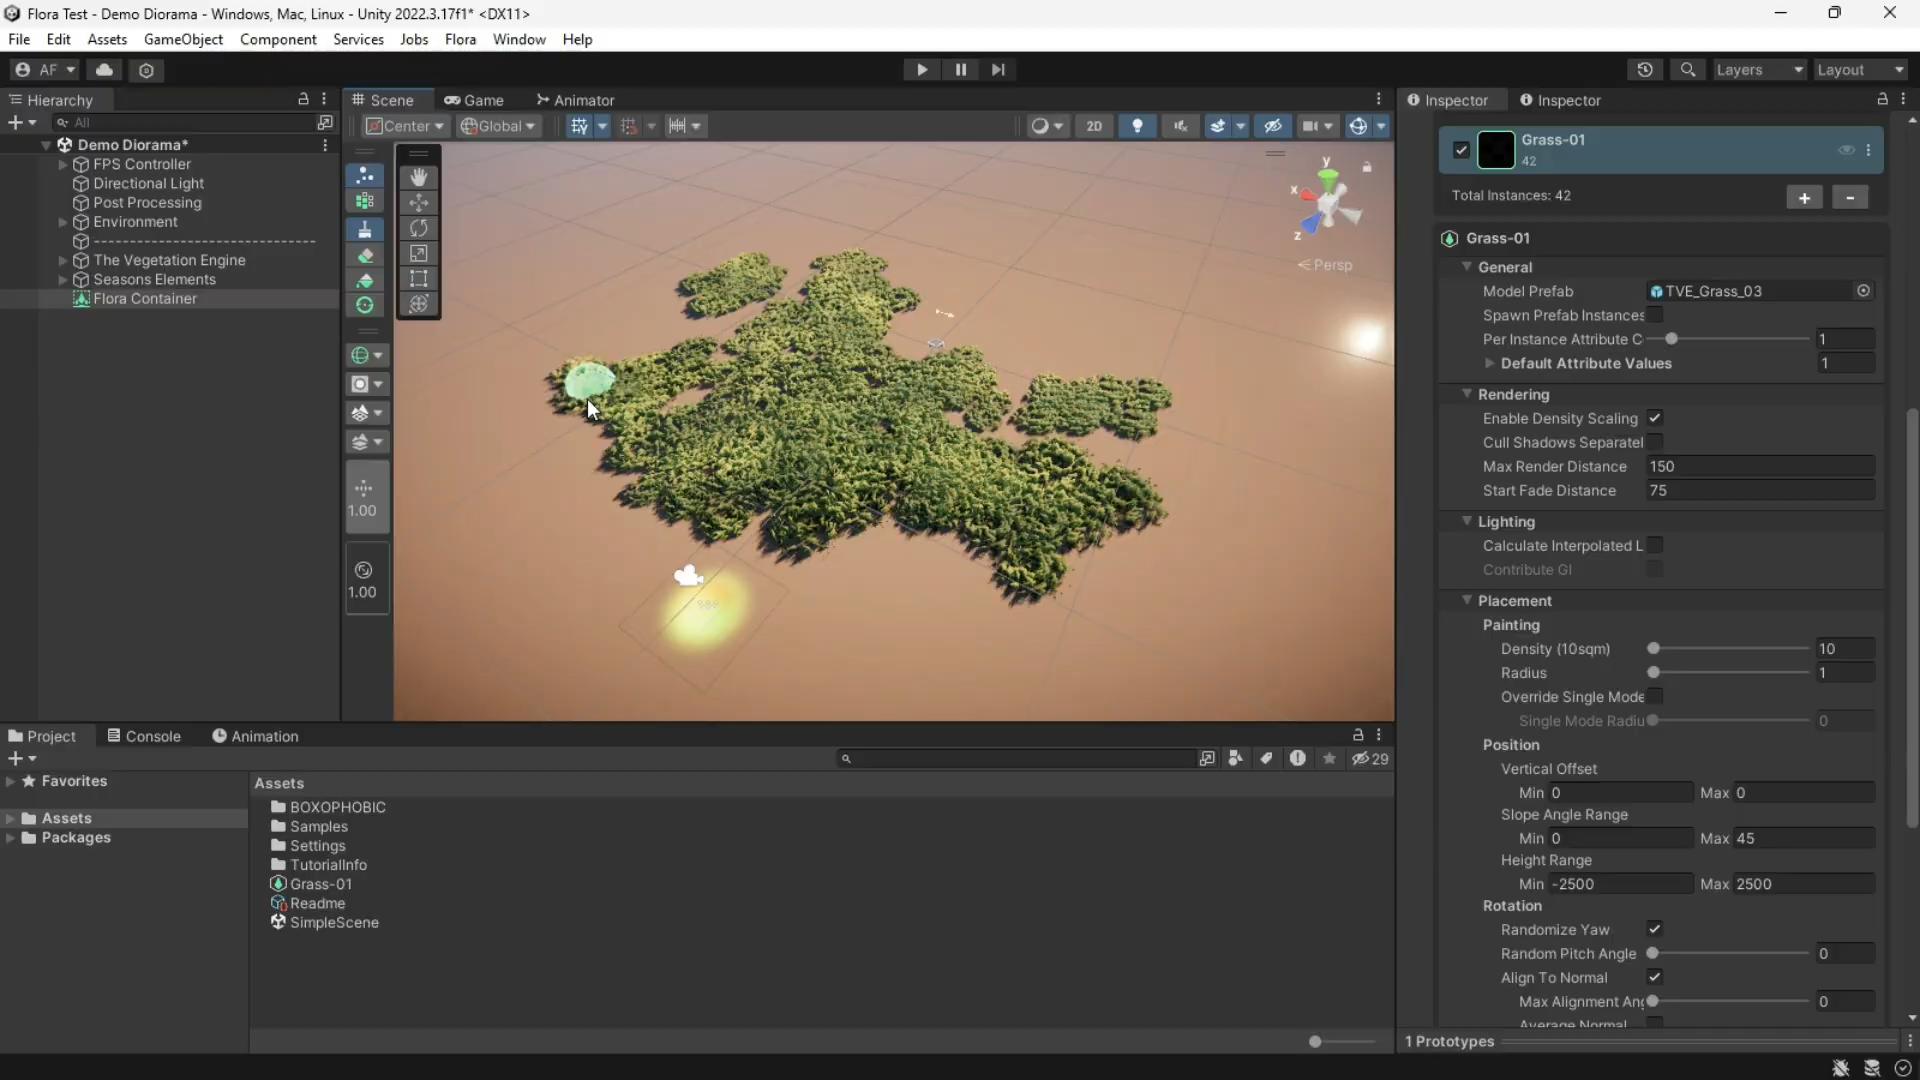 Flora Test - Demo Diorama - Windows, Mac, Linux - Unity 2022.3.17f1* <DX11>
File Edit Assets GameObject Component Services Jobs Flora Window Help
AF
Layers Layout
Hierarchy
All
Demo Diorama*
FPS Controller
Directional Light
Post Processing
Environment
--------------------------------
The Vegetation Engine
Seasons Elements
Flora Container
Scene Game Animator
Center Global
2D
1.00
1.00
y
x
z
Persp
Inspector Inspector
Grass-01
42
Total Instances: 42
+ -
Grass-01
General
Model Prefab TVE_Grass_03
Spawn Prefab Instances
Per Instance Attribute C 1
Default Attribute Values 1
Rendering
Enable Density Scaling
Cull Shadows Separatel
Max Render Distance 150
Start Fade Distance 75
Lighting
Calculate Interpolated L
Contribute GI
Placement
Painting
Density (10sqm) 10
Radius 1
Override Single Mode
Single Mode Radiu 0
Position
Vertical Offset
Min 0 Max 0
Slope Angle Range
Min 0 Max 45
Height Range
Min -2500 Max 2500
Rotation
Randomize Yaw
Random Pitch Angle 0
Align To Normal
Max Alignment Ang 0
Average Normal
1 Prototypes
Project Console Animation
29
Favorites
Assets
Packages
Assets
BOXOPHOBIC
Samples
Settings
TutorialInfo
Grass-01
Readme
SimpleScene